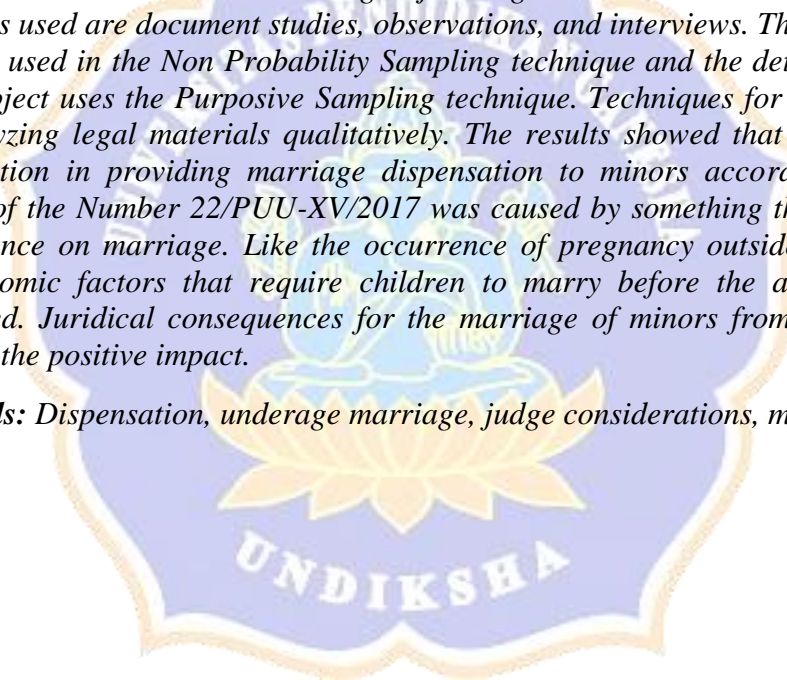 s used are document studies, observations, and interviews. Th
used in the Non Probability Sampling technique and the de
ject uses the Purposive Sampling technique. Techniques for
yzing legal materials qualitatively. The results showed that
tion in providing marriage dispensation to minors accor
of the Number 22/PUU-XV/2017 was caused by something th
nce on marriage. Like the occurrence of pregnancy outside
omic factors that require children to marry before the a
d. Juridical consequences for the marriage of minors from
the positive impact.
ds: Dispensation, underage marriage, judge considerations, m
UNDIKSHA